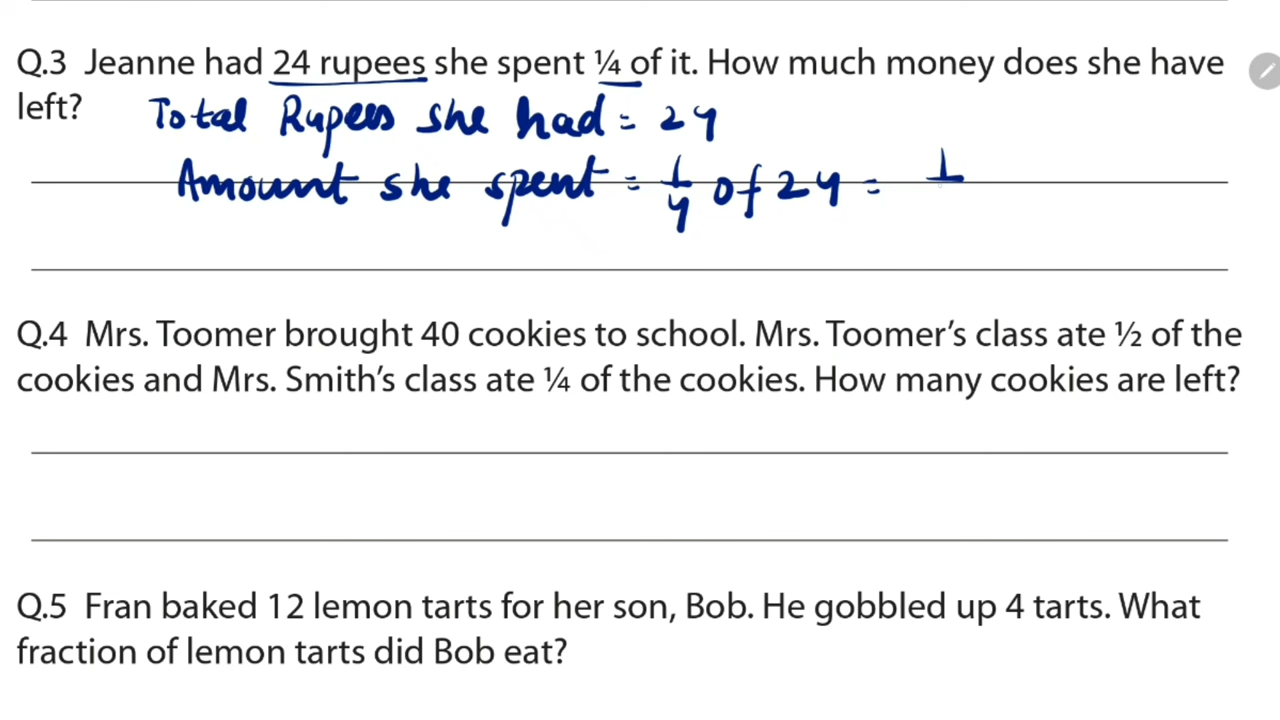 Q.3 Jeanne had 24 rupees she spent ¼ of it. How much money does she have
left?
Total Rupees she had = 24
Amount she spent = 1/4 of 24 = 1
Q.4 Mrs. Toomer brought 40 cookies to school. Mrs. Toomer’s class ate ½ of the
cookies and Mrs. Smith’s class ate ¼ of the cookies. How many cookies are left?
Q.5 Fran baked 12 lemon tarts for her son, Bob. He gobbled up 4 tarts. What
fraction of lemon tarts did Bob eat?